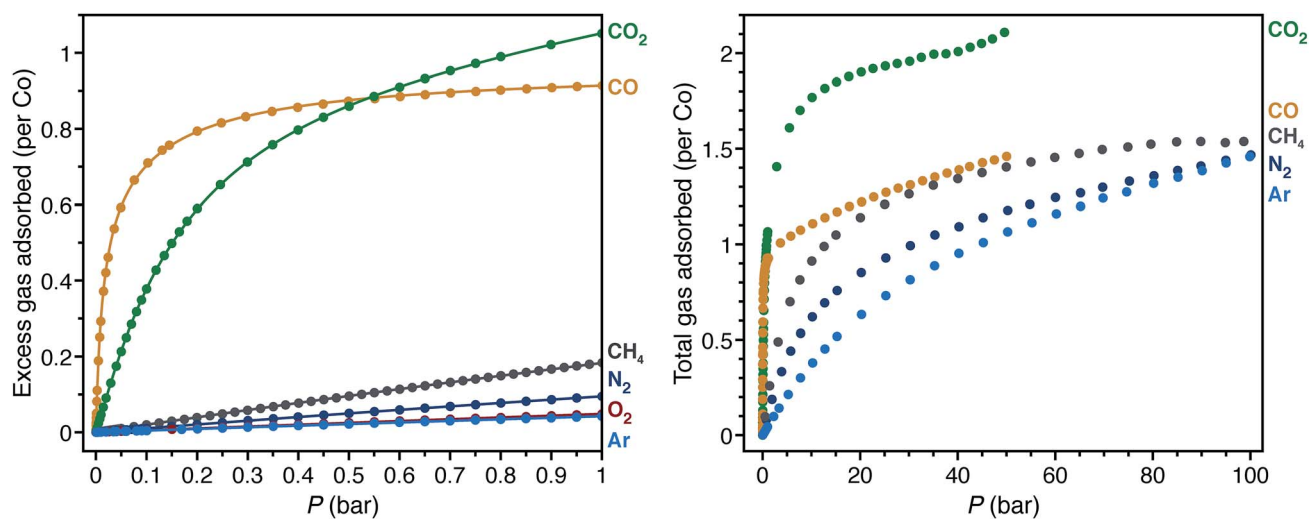 Excess gas adsorbed (per Co)
1
0.8
0.6
0.4
0.2
0
0 0.1 0.2 0.3 0.4 0.5 0.6 0.7 0.8 0.9 1
P (bar)
CO₂
CO
CH₄
N₂
O₂
Ar
Total gas adsorbed (per Co)
2
1.5
1
0.5
0
0 20 40 60 80 100
P (bar)
CO₂
CO
CH₄
N₂
Ar